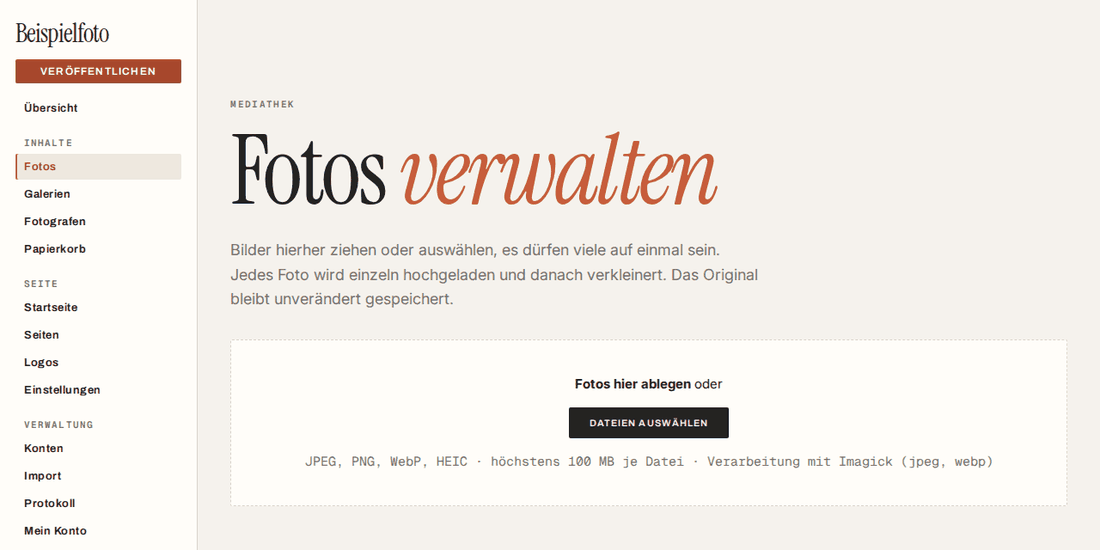 Beispielfoto
VERÖFFENTLICHEN
Übersicht
INHALTE
Fotos
Galerien
Fotografen
Papierkorb
SEITE
Startseite
Seiten
Logos
Einstellungen
VERWALTUNG
Konten
Import
Protokoll
Mein Konto
MEDIATHEK
Fotos verwalten
Bilder hierher ziehen oder auswählen, es dürfen viele auf einmal sein.
Jedes Foto wird einzeln hochgeladen und danach verkleinert. Das Original
bleibt unverändert gespeichert.
Fotos hier ablegen oder
DATEIEN AUSWÄHLEN
JPEG, PNG, WebP, HEIC · höchstens 100 MB je Datei · Verarbeitung mit Imagick (jpeg, webp)